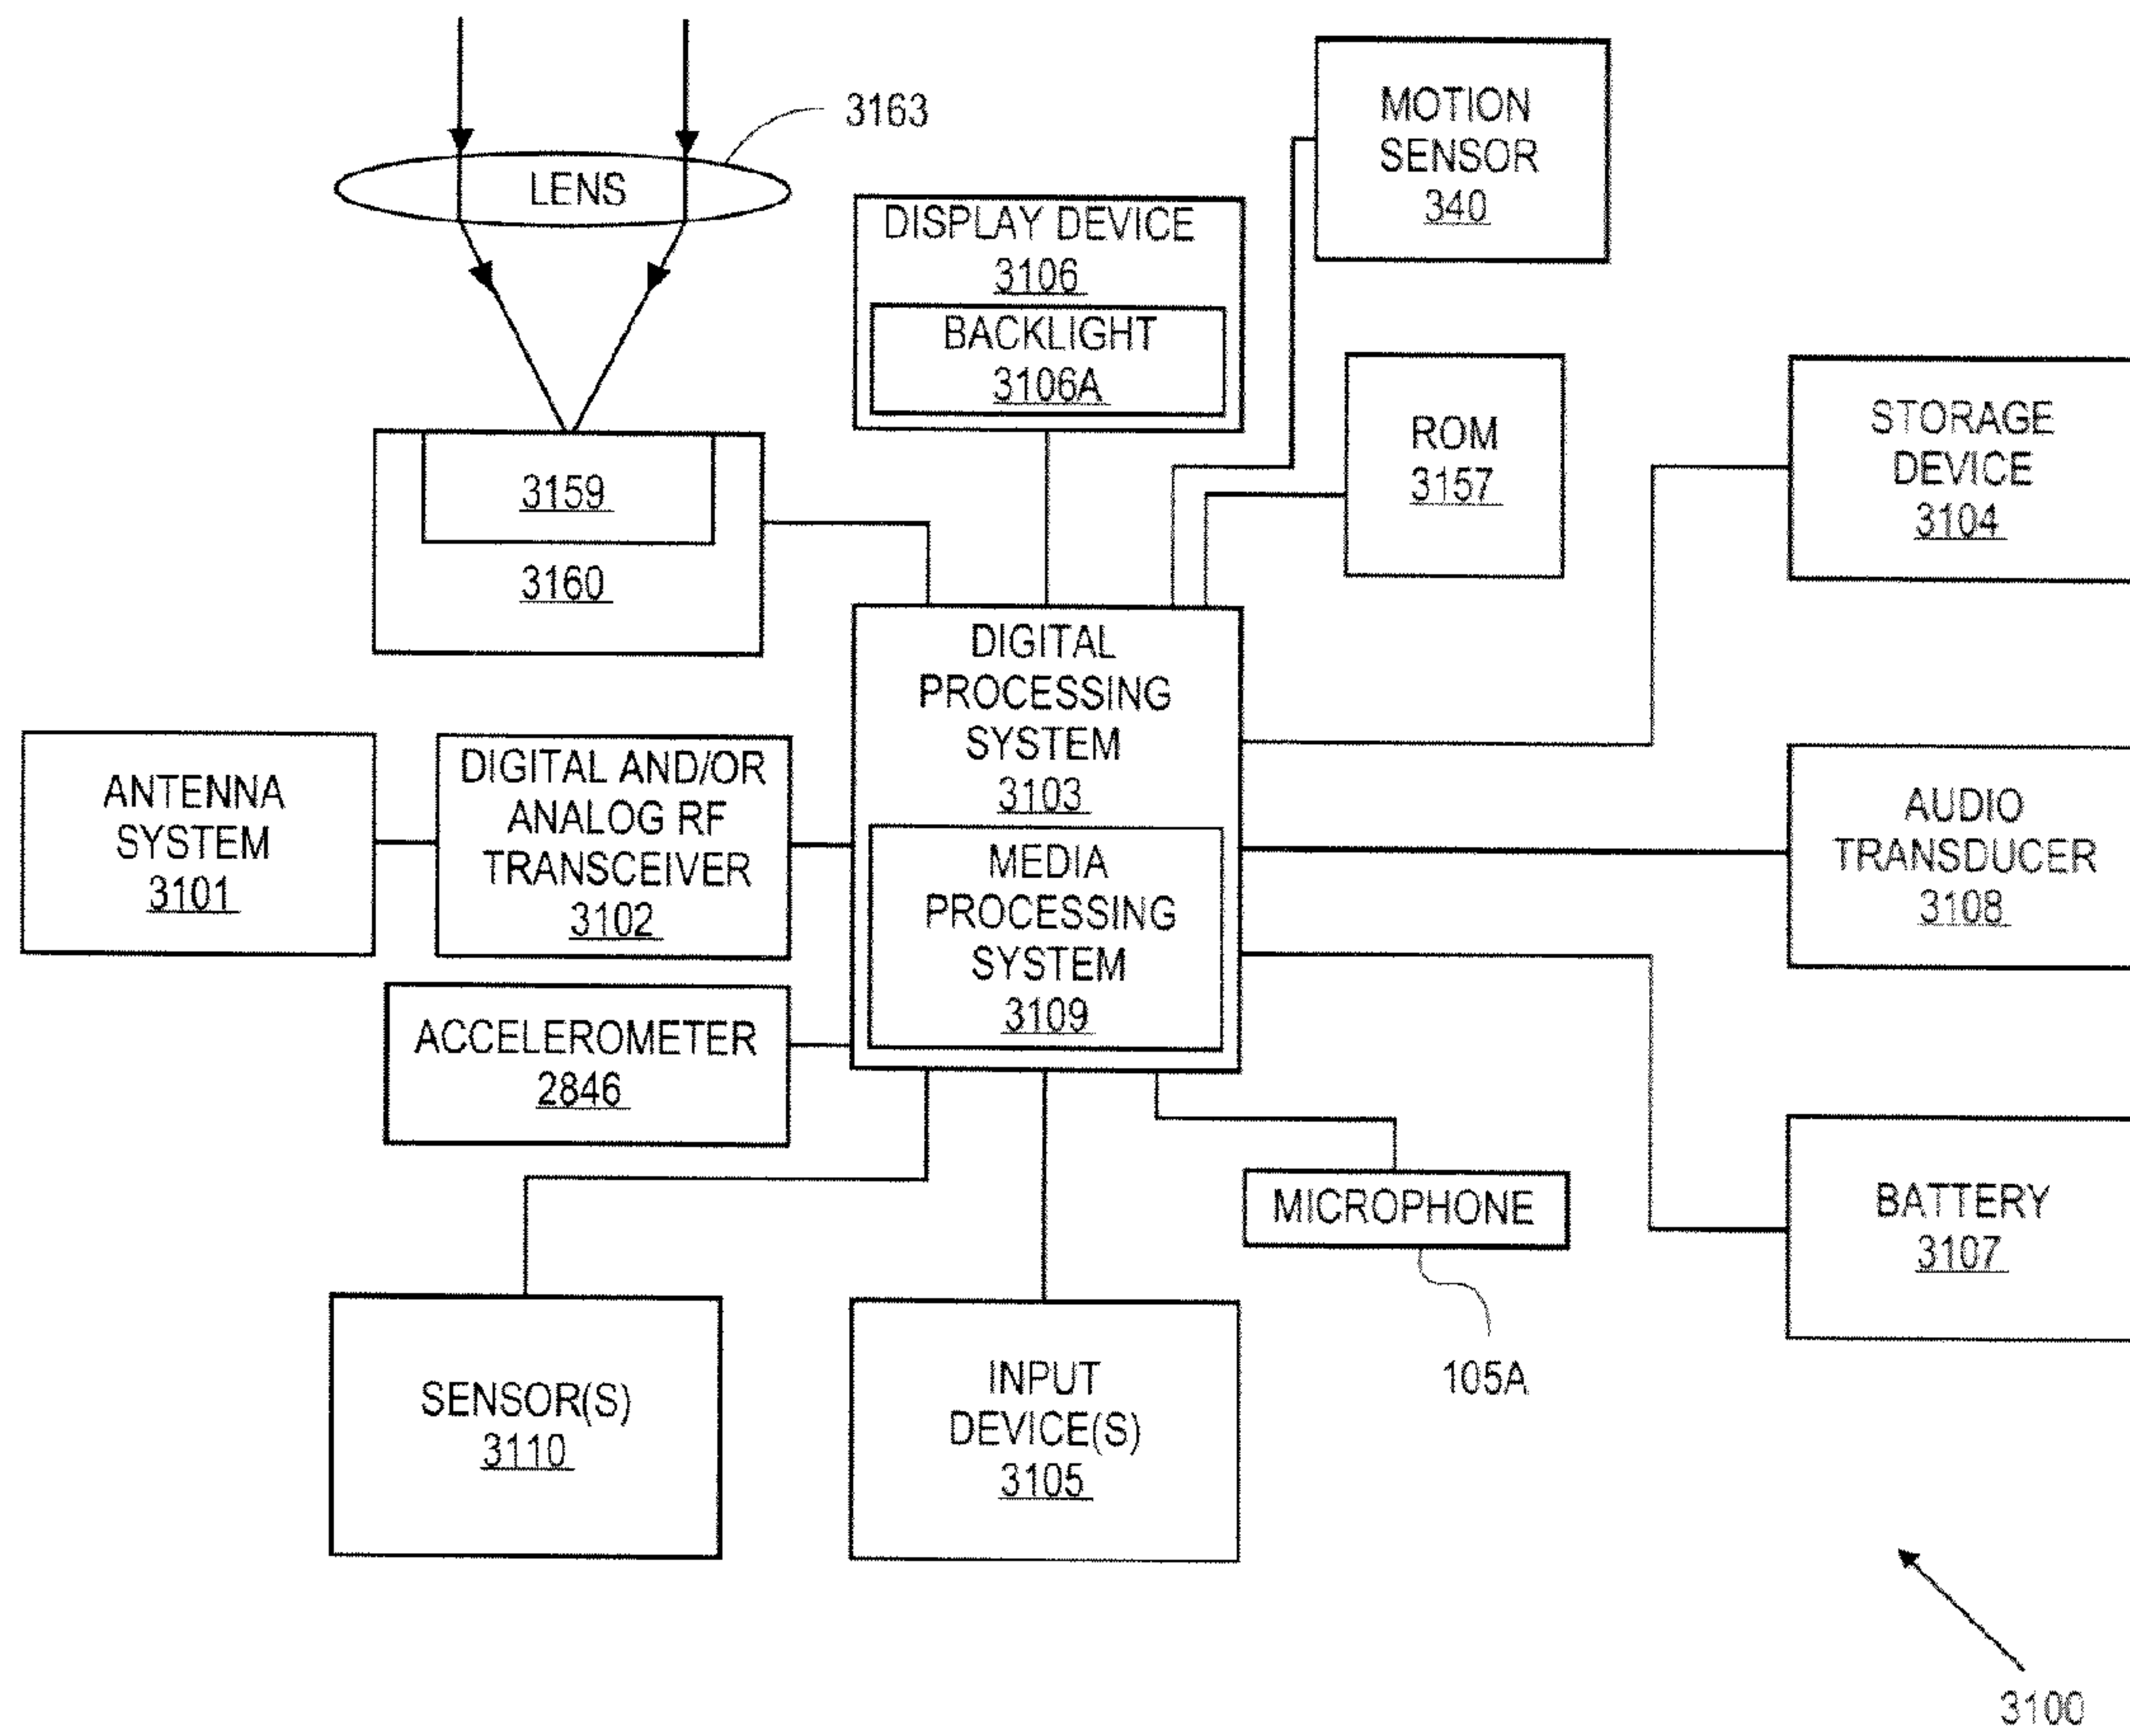 3163
LENS
MOTION
SENSOR
340
DISPLAY DEVICE
3106
BACKLIGHT
3106A
ROM
3157
STORAGE
DEVICE
3104
3159
3160
DIGITAL
PROCESSING
SYSTEM
3103
MEDIA
PROCESSING
SYSTEM
3109
ANTENNA
SYSTEM
3101
DIGITAL AND/OR
ANALOG RF
TRANSCEIVER
3102
AUDIO
TRANSDUCER
3108
ACCELEROMETER
2846
MICROPHONE
105A
BATTERY
3107
SENSOR(S)
3110
INPUT
DEVICE(S)
3105
3100